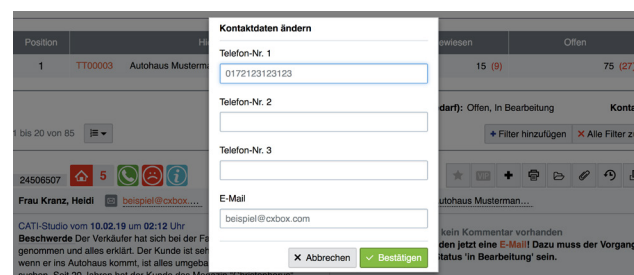 Kontaktdaten ändern
Telefon-Nr. 1
0172123123123
Telefon-Nr. 2
Telefon-Nr. 3
E-Mail
beispiel@cxbox.com
Abbrechen
Bestätigen
Position
ewiesen
Offen
1 TT00003 Autohaus Musterma
15 (9) 75 (27
darf): Offen, In Bearbeitung Konta
1 bis 20 von 85
+ Filter hinzufügen × Alle Filter z
24506507 5
Frau Kranz, Heidi beispiel@cxbox....
utohaus Musterman...
CATI-Studio vom 10.02.19 um 02:12 Uhr
Beschwerde Der Verkäufer hat sich bei der Fa
genommen und alles erklärt. Der Kunde ist seh
wenn er ins Autohaus kommt, ist alles umgeba
kein Kommentar vorhanden
den jetzt eine E-Mail! Dazu muss der Vorgang
Status 'in Bearbeitung' sein.